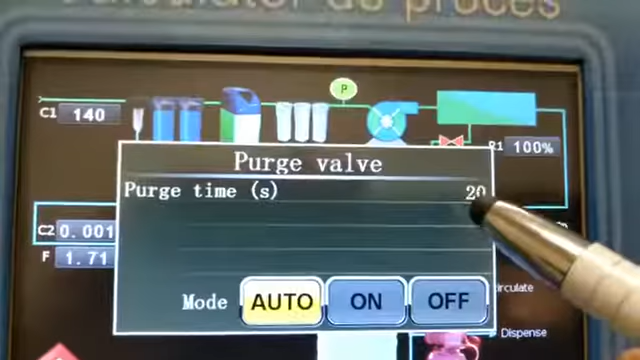 P
C1 140
R1 100%
Purge valve
Purge time (s) 20
C2 0.001
F 1.71
Mode AUTO ON OFF
Dispense